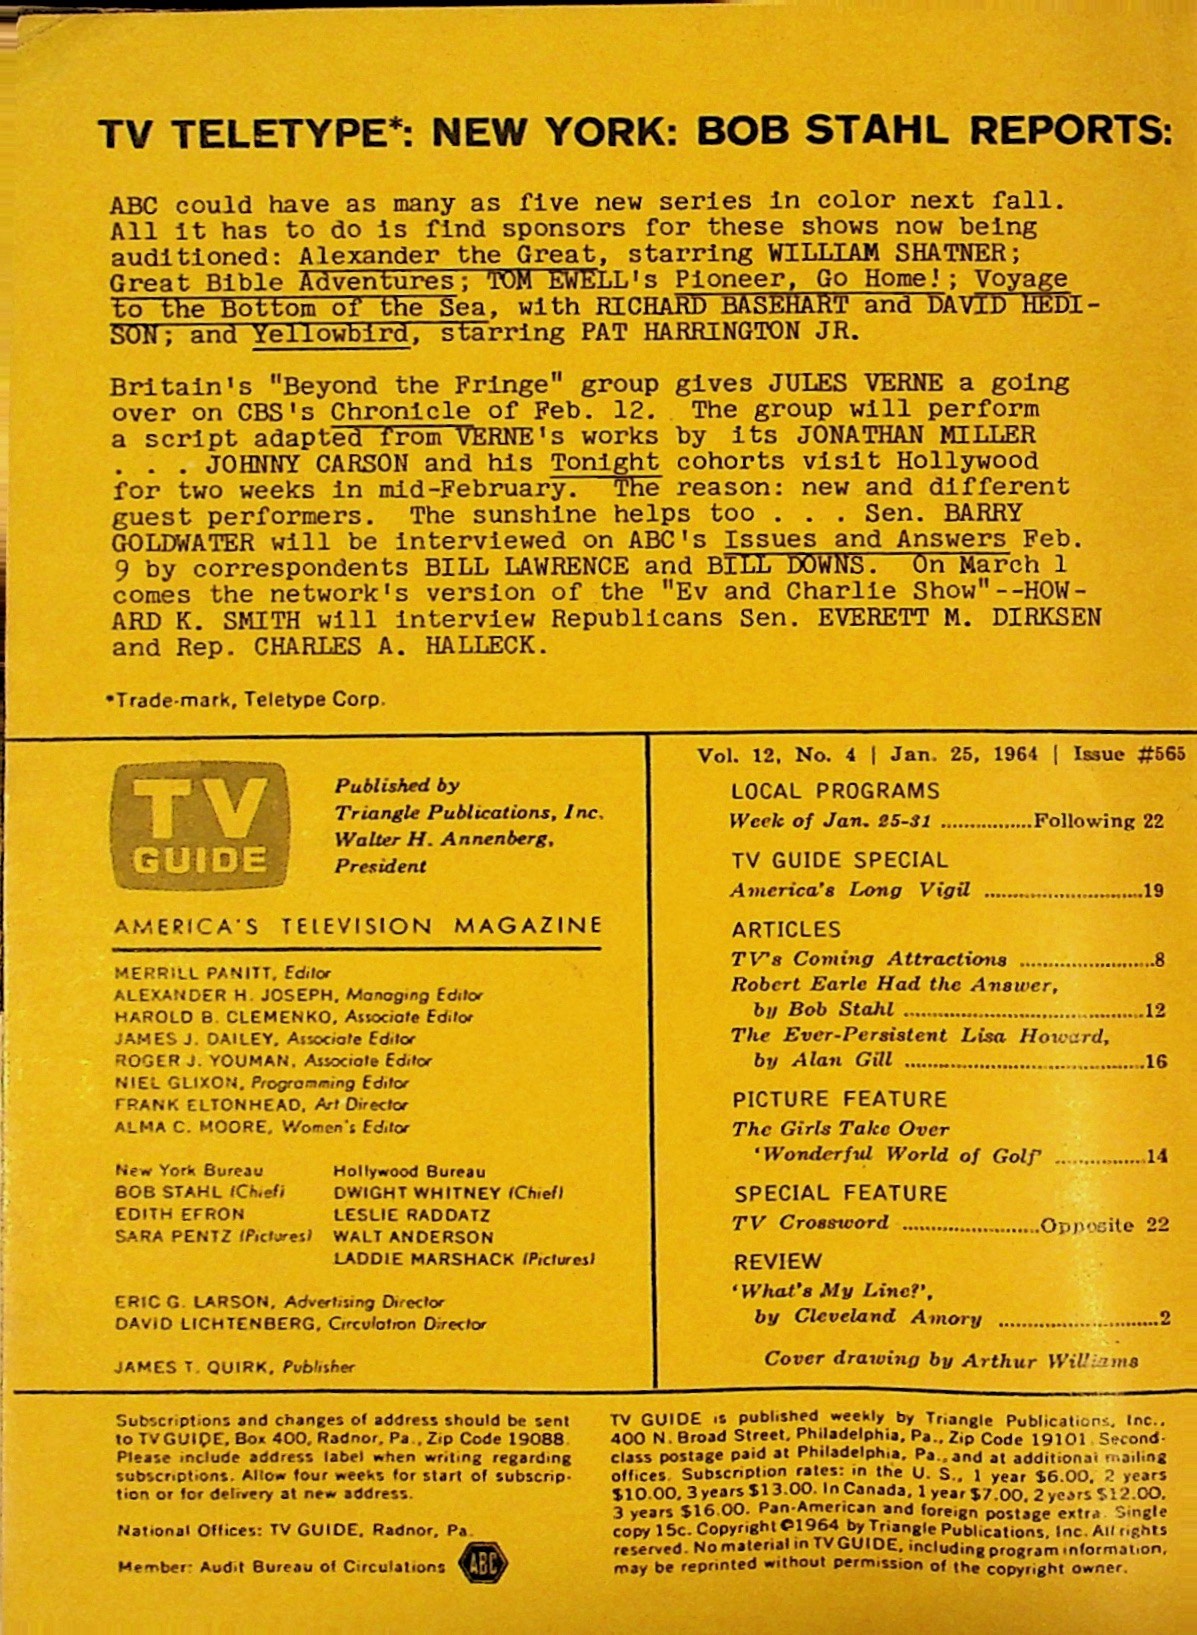 TV TELETYPE*: NEW YORK: BOB STAHL REPORTS:
ABC could have as many as five new series in color next fall.
All it has to do is find sponsors for these shows now being
auditioned: Alexander the Great, starring WILLIAM SHATNER;
Great Bible Adventures; TOM EWELL's Pioneer, Go Home!; Voyage
to the Bottom of the Sea, with RICHARD BASEHART and DAVID HEDI-
SON; and Yellowbird, starring PAT HARRINGTON JR.
Britain's "Beyond the Fringe" group gives JULES VERNE a going
over on CBS's Chronicle of Feb. 12. The group will perform
a script adapted from VERNE's works by its JONATHAN MILLER
. . . JOHNNY CARSON and his Tonight cohorts visit Hollywood
for two weeks in mid-February. The reason: new and different
guest performers. The sunshine helps too . . . Sen. BARRY
GOLDWATER will be interviewed on ABC's Issues and Answers Feb.
9 by correspondents BILL LAWRENCE and BILL DOWNS. On March 1
comes the network's version of the "Ev and Charlie Show"--HOW-
ARD K. SMITH will interview Republicans Sen. EVERETT M. DIRKSEN
and Rep. CHARLES A. HALLECK.
*Trade-mark, Teletype Corp.
TV
GUIDE
Published by
Triangle Publications, Inc.
Walter H. Annenberg,
President
AMERICA'S TELEVISION MAGAZINE
MERRILL PANITT, Editor
ALEXANDER H. JOSEPH, Managing Editor
HAROLD B. CLEMENKO, Associate Editor
JAMES J. DAILEY, Associate Editor
ROGER J. YOUMAN, Associate Editor
NIEL GLIXON, Programming Editor
FRANK ELTONHEAD, Art Director
ALMA C. MOORE, Women's Editor
New York Bureau
BOB STAHL (Chief)
EDITH EFRON
SARA PENTZ (Pictures)
Hollywood Bureau
DWIGHT WHITNEY (Chief)
LESLIE RADDATZ
WALT ANDERSON
LADDIE MARSHACK (Pictures)
ERIC G. LARSON, Advertising Director
DAVID LICHTENBERG, Circulation Director
JAMES T. QUIRK, Publisher
Vol. 12, No. 4 | Jan. 25, 1964 | Issue #565
LOCAL PROGRAMS
Week of Jan. 25-31 ................Following 22
TV GUIDE SPECIAL
America's Long Vigil ............................19
ARTICLES
TV's Coming Attractions ........................8
Robert Earle Had the Answer,
by Bob Stahl ..........................................12
The Ever-Persistent Lisa Howard,
by Alan Gill ..........................................16
PICTURE FEATURE
The Girls Take Over
'Wonderful World of Golf' ................14
SPECIAL FEATURE
TV Crossword ........................Opposite 22
REVIEW
'What's My Line?',
by Cleveland Amory ............................2
Cover drawing by Arthur Williams
Subscriptions and changes of address should be sent
to TV GUIDE, Box 400, Radnor, Pa., Zip Code 19088.
Please include address label when writing regarding
subscriptions. Allow four weeks for start of subscrip-
tion or for delivery at new address.
National Offices: TV GUIDE, Radnor, Pa.
Member: Audit Bureau of Circulations
ABC
TV GUIDE is published weekly by Triangle Publications, Inc.,
400 N. Broad Street, Philadelphia, Pa., Zip Code 19101. Second-
class postage paid at Philadelphia, Pa., and at additional mailing
offices. Subscription rates: in the U. S., 1 year $6.00, 2 years
$10.00, 3 years $13.00. In Canada, 1 year $7.00, 2 years $12.00,
3 years $16.00. Pan-American and foreign postage extra. Single
copy 15c. Copyright ©1964 by Triangle Publications, Inc. All rights
reserved. No material in TV GUIDE, including program information,
may be reprinted without permission of the copyright owner.